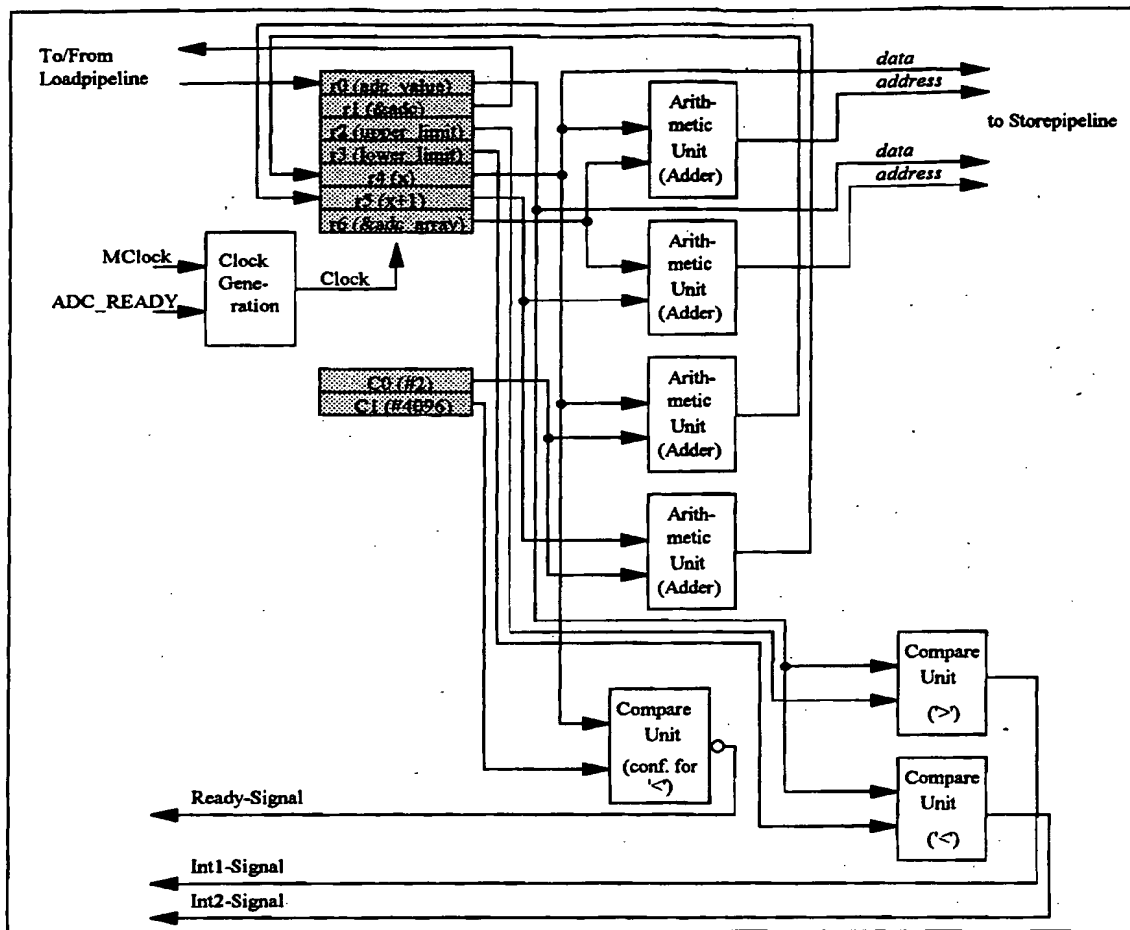 To/From
Loadpipeline
r0 (adc_value)
r1 (&adc)
r2 (upper_limit)
r3 (lower_limit)
r4 (x)
r5 (x+1)
r6 (&adc_array)
data
address
to Storepipeline
data
address
Arith-
metic
Unit
(Adder)
MClock
ADC_READY
Clock
Gene-
ration
Clock
Arith-
metic
Unit
(Adder)
C0 (#2)
C1 (#4096)
Arith-
metic
Unit
(Adder)
Arith-
metic
Unit
(Adder)
Compare
Unit
('>')
Compare
Unit
(conf. for
'<')
Compare
Unit
('<')
Ready-Signal
Int1-Signal
Int2-Signal